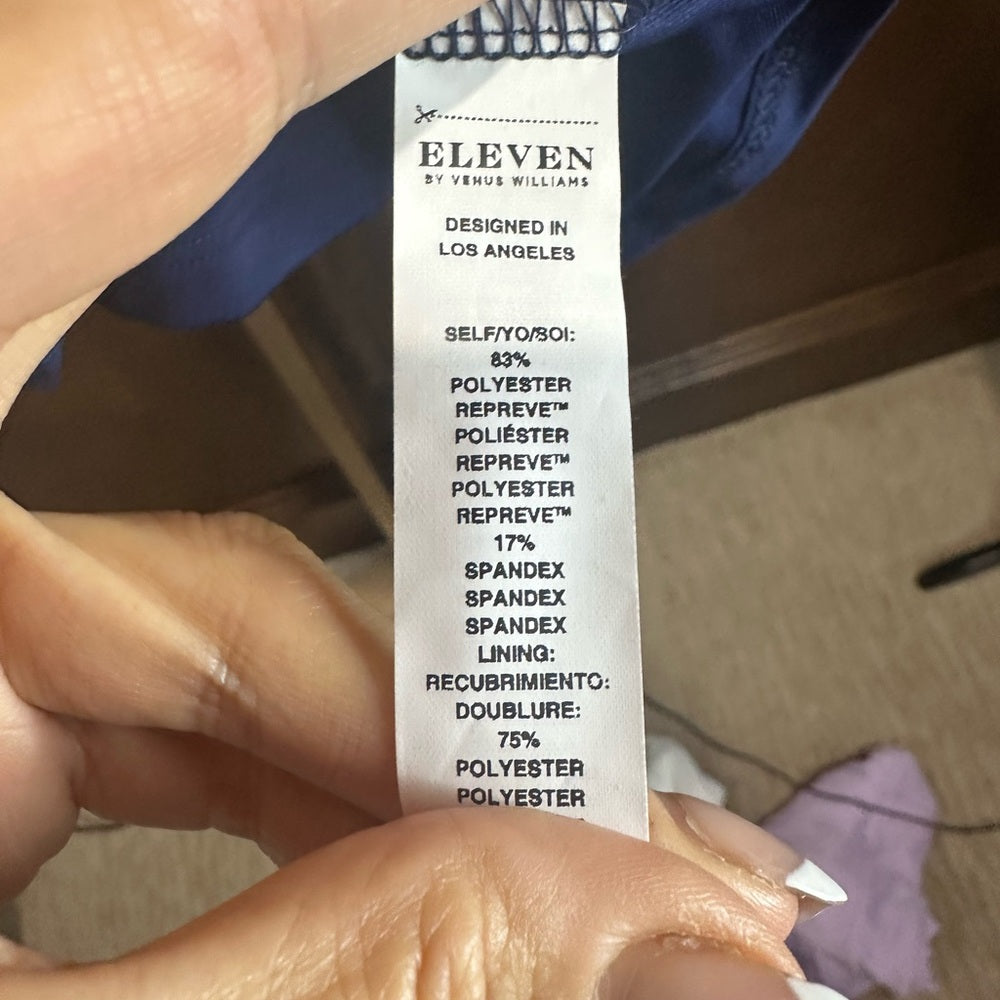 ELEVEN
BY VENUS WILLIAMS
DESIGNED IN
LOS ANGELES
SELF/YO/SOI:
83%
POLYESTER
REPREVE™
POLIÉSTER
REPREVE™
POLYESTER
REPREVE™
17%
SPANDEX
SPANDEX
SPANDEX
LINING:
RECUBRIMIENTO:
DOUBLURE:
75%
POLYESTER
POLYESTER